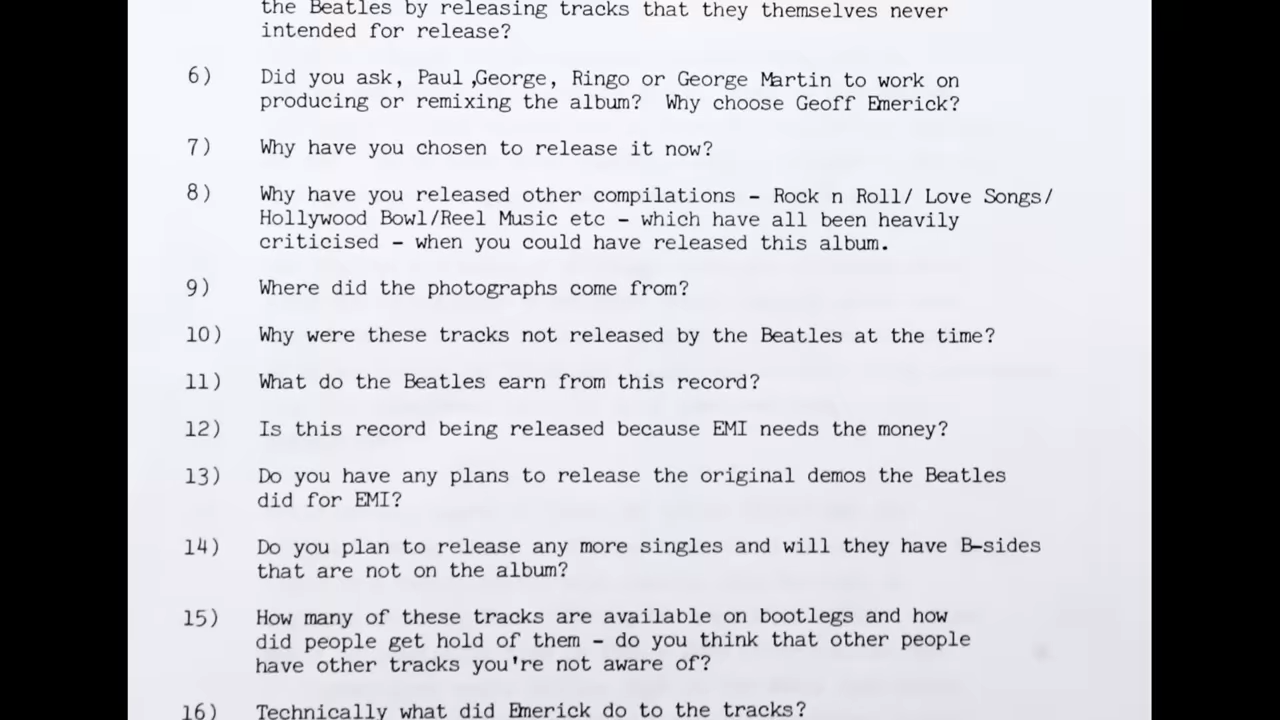 the Beatles by releasing tracks that they themselves never
intended for release?
6) Did you ask, Paul ,George, Ringo or George Martin to work on
producing or remixing the album? Why choose Geoff Emerick?
7) Why have you chosen to release it now?
8) Why have you released other compilations - Rock n Roll/ Love Songs/
Hollywood Bowl/Reel Music etc - which have all been heavily
criticised - when you could have released this album.
9) Where did the photographs come from?
10) Why were these tracks not released by the Beatles at the time?
11) What do the Beatles earn from this record?
12) Is this record being released because EMI needs the money?
13) Do you have any plans to release the original demos the Beatles
did for EMI?
14) Do you plan to release any more singles and will they have B-sides
that are not on the album?
15) How many of these tracks are available on bootlegs and how
did people get hold of them - do you think that other people
have other tracks you're not aware of?
16) Technically what did Emerick do to the tracks?